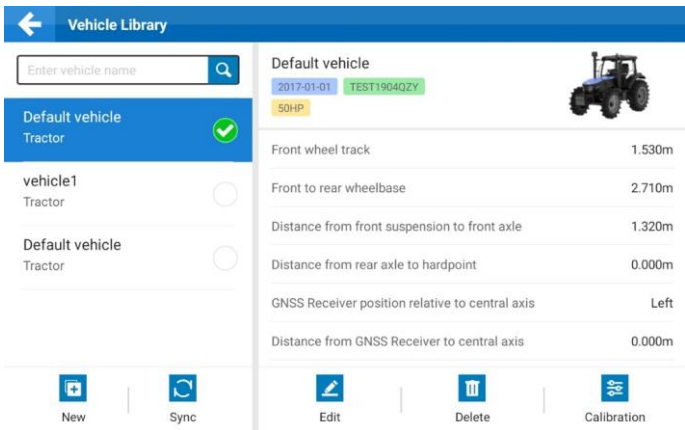 Vehicle Library
Enter vehicle name
Default vehicle
Tractor
vehicle1
Tractor
Default vehicle
Tractor
New
Sync
Default vehicle
2017-01-01 TEST1904QZY
50HP
Front wheel track 1.530m
Front to rear wheelbase 2.710m
Distance from front suspension to front axle 1.320m
Distance from rear axle to hardpoint 0.000m
GNSS Receiver position relative to central axis Left
Distance from GNSS Receiver to central axis 0.000m
Edit
Delete
Calibration